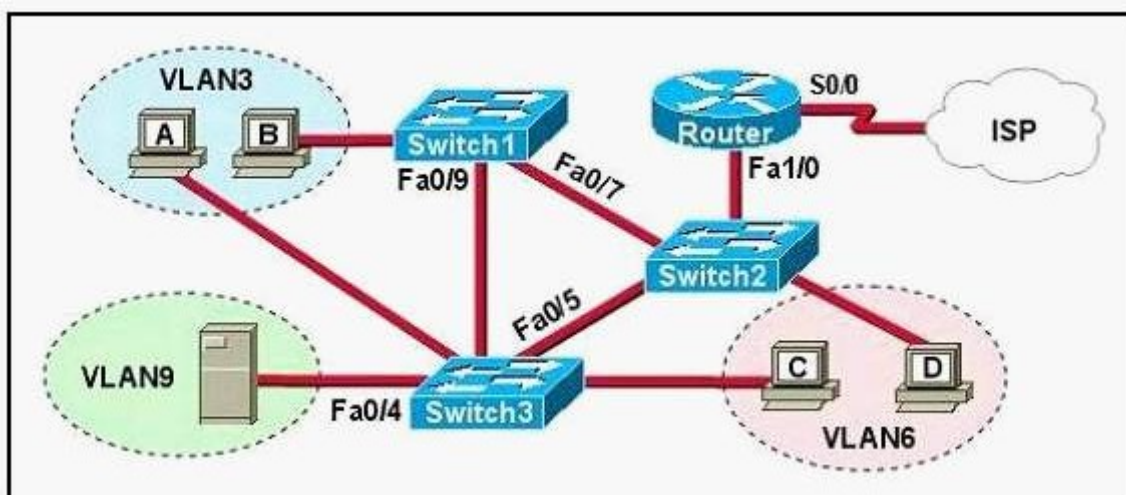 VLAN3
S0/0
A
B
Switch1
Router
ISP
Fa0/9
Fa0/7
Fa1/0
Switch2
Fa0/5
VLAN9
C
D
Fa0/4
Switch3
VLAN6